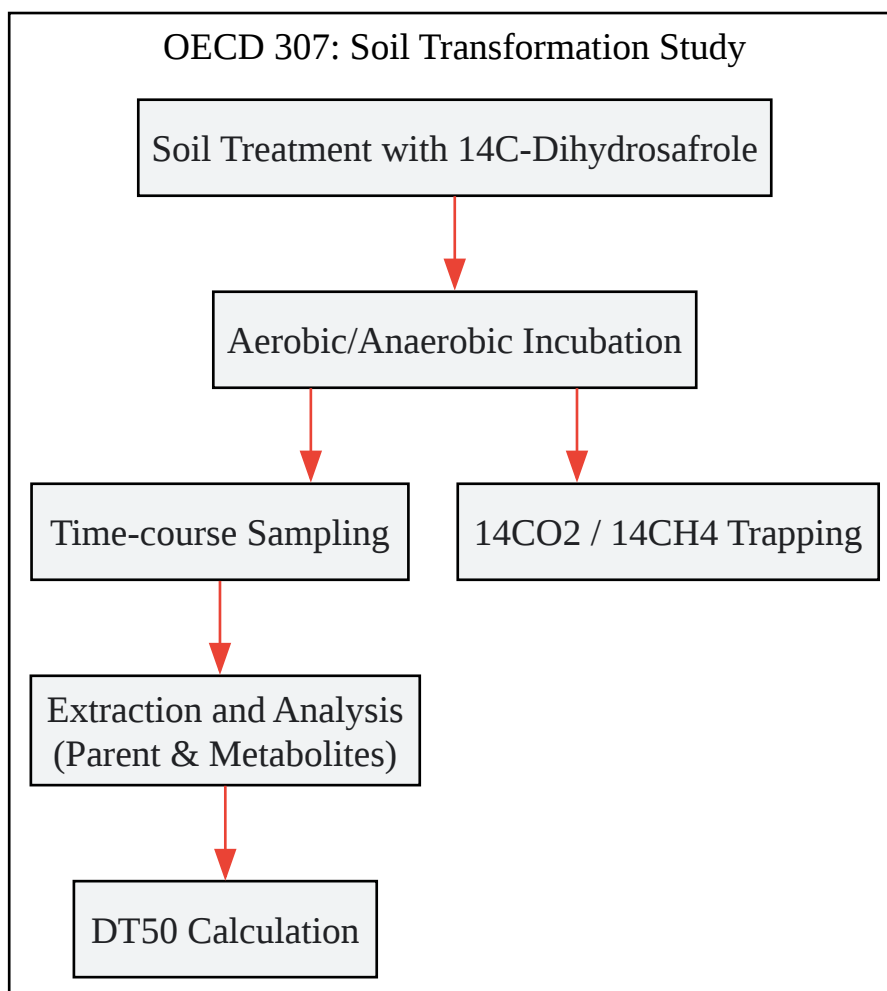 OECD 307: Soil Transformation Study
Soil Treatment with 14C-Dihydrosafrole
Aerobic/Anaerobic Incubation
Time-course Sampling
14CO2 / 14CH4 Trapping
Extraction and Analysis
(Parent & Metabolites)
DT50 Calculation